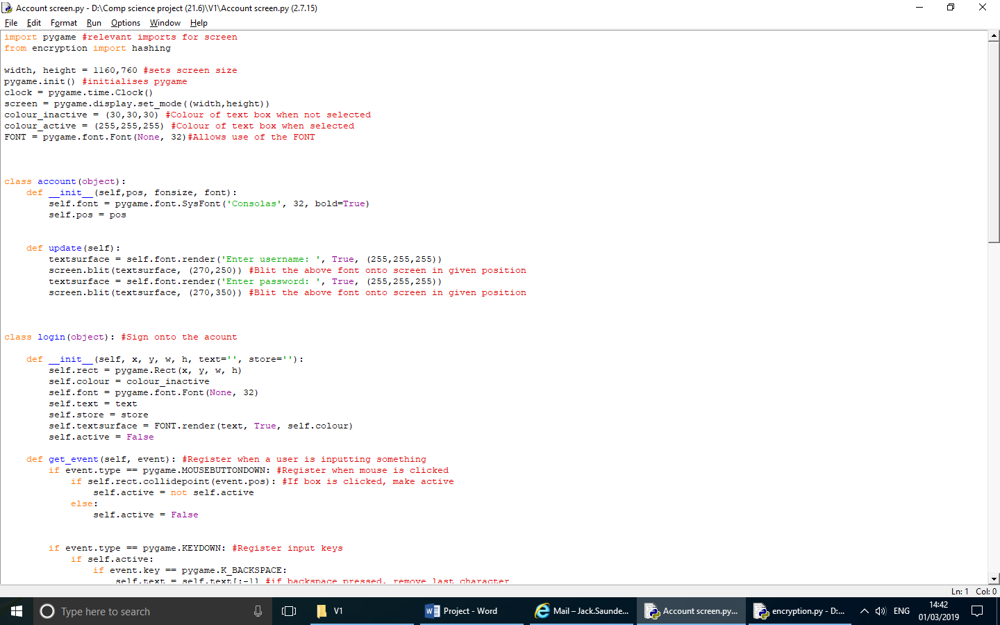 Account screen.py - D:\Comp science project (21.6)\V1\Account screen.py (2.7.15)
File Edit Format Run Options Window Help
import pygame #relevant imports for screen
from encryption import hashing
width, height = 1160,760 #sets screen size
pygame.init() #initialises pygame
clock = pygame.time.Clock()
screen = pygame.display.set_mode((width,height))
colour_inactive = (30,30,30) #Colour of text box when not selected
colour_active = (255,255,255) #Colour of text box when selected
FONT = pygame.font.Font(None, 32)#Allows use of the FONT
class account(object):
    def __init__(self,pos, fonsize, font):
        self.font = pygame.font.SysFont('Consolas', 32, bold=True)
        self.pos = pos
    def update(self):
        textsurface = self.font.render('Enter username: ', True, (255,255,255))
        screen.blit(textsurface, (270,250)) #Blit the above font onto screen in given position
        textsurface = self.font.render('Enter password: ', True, (255,255,255))
        screen.blit(textsurface, (270,350)) #Blit the above font onto screen in given position
class login(object): #Sign onto the acount
    def __init__(self, x, y, w, h, text='', store=''):
        self.rect = pygame.Rect(x, y, w, h)
        self.colour = colour_inactive
        self.font = pygame.font.Font(None, 32)
        self.text = text
        self.store = store
        self.textsurface = FONT.render(text, True, self.colour)
        self.active = False
    def get_event(self, event): #Register when a user is inputting something
        if event.type == pygame.MOUSEBUTTONDOWN: #Register when mouse is clicked
            if self.rect.collidepoint(event.pos): #If box is clicked, make active
                self.active = not self.active
            else:
                self.active = False
        if event.type == pygame.KEYDOWN: #Register input keys
            if self.active:
                if event.key == pygame.K_BACKSPACE:
                    self.text = self.text[:-1] #if backspace pressed, remove last character
Ln: 1 Col: 0
Type here to search
V1
Project - Word
Mail – Jack.Saunde...
Account screen.py...
encryption.py - D:...
ENG
14:42
01/03/2019